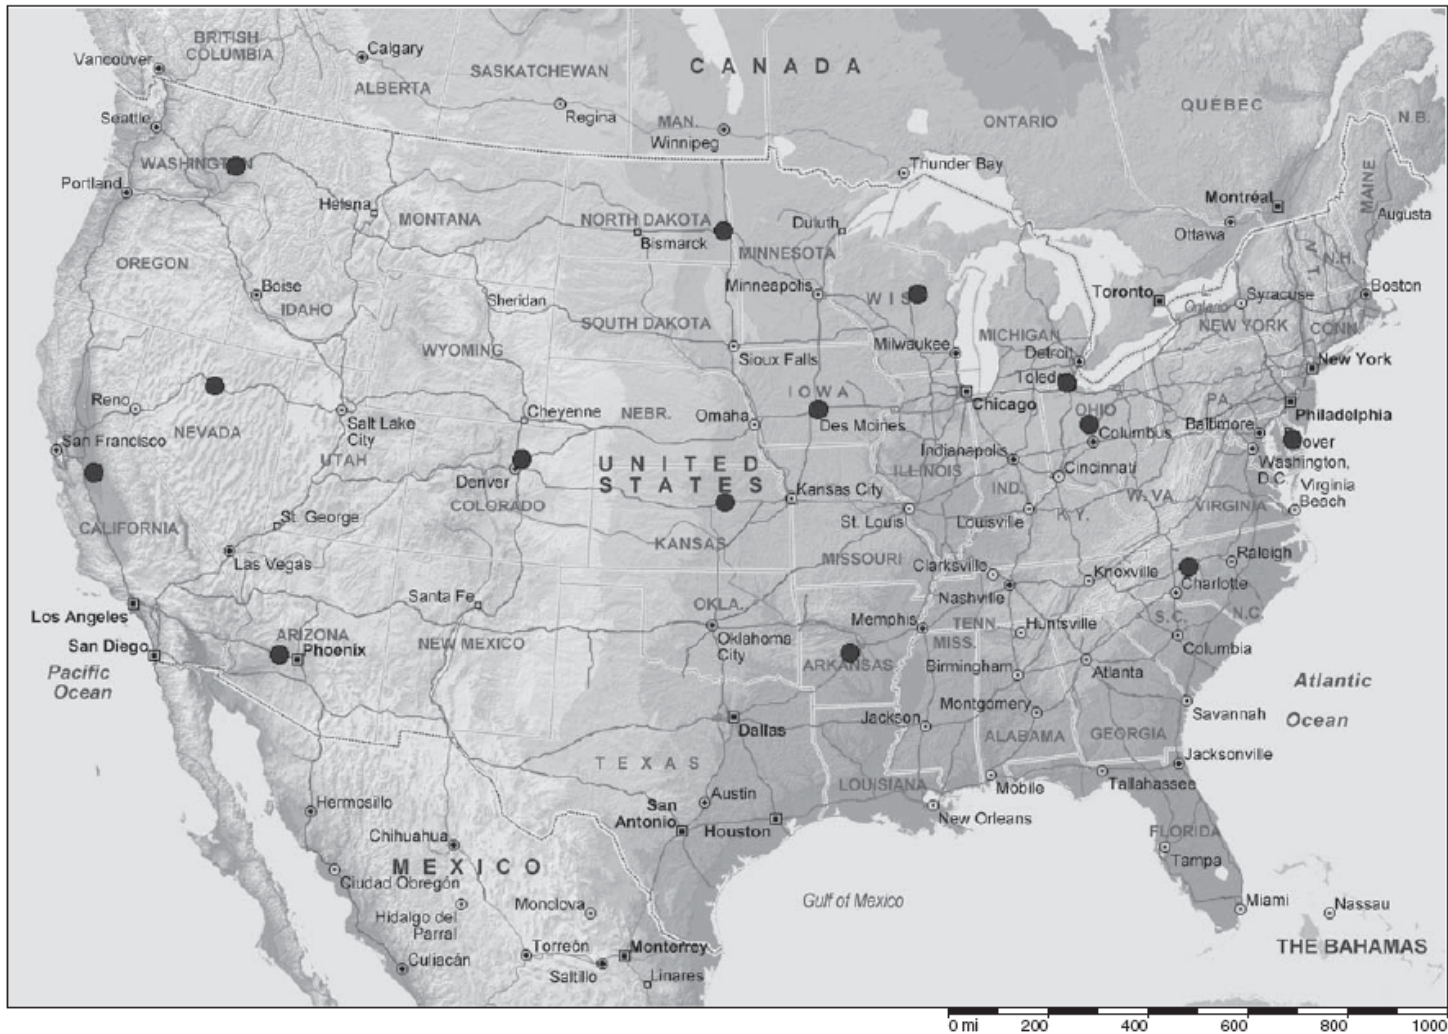 BRITISH
COLUMBIA
Vancouver
Calgary
ALBERTA
SASKATCHEWAN
Regina
CANADA
MAN.
Winnipeg
ONTARIO
QUÉBEC
N.B.
Seattle
WASHINGTON
Portland
Helena
MONTANA
NORTH DAKOTA
Bismarck
Duluth
MINNESOTA
Thunder Bay
Montréal
Ottawa
MAINE
Augusta
OREGON
Boise
IDAHO
Sheridan
SOUTH DAKOTA
Minneapolis
WIS
Toronto
Ontario
Syracuse
NEW YORK
N.H.
Boston
CONN.
WYOMING
Sioux Falls
Milwaukee
MICHIGAN
Detroit
New York
Reno
NEVADA
Salt Lake
City
UTAH
Cheyenne
NEBR.
Omaha
IOWA
Des Moines
Chicago
Toled
OHIO
Columbus
PA.
Philadelphia
Baltimore
over
Washington,
D.C.
San Francisco
CALIFORNIA
St. George
Las Vegas
Denver
COLORADO
UNITED
STATES
Kansas City
KANSAS
St. Louis
MISSOURI
ILLINOIS
Indianapolis
IND.
Cincinnati
Louisville
K.Y.
W. VA.
VIRGINIA
Virginia
Beach
Los Angeles
San Diego
Pacific
Ocean
ARIZONA
Phoenix
Santa Fe
NEW MEXICO
OKLA.
Oklahoma
City
Clarksville
Nashville
Knoxville
Raleigh
Charlotte
N.C.
S.C.
Columbia
Memphis
TENN.
MISS.
Huntsville
ARKANSAS
Birmingham
Atlanta
Montgomery
ALABAMA
GEORGIA
Savannah
Atlantic
Ocean
Dallas
TEXAS
Jackson
LOUISIANA
Mobile
Tallahassee
Jacksonville
Austin
San
Antonio
Houston
New Orleans
FLORIDA
Tampa
Miami
Nassau
THE BAHAMAS
Gulf of Mexico
Hermosillo
Chihuahua
MEXICO
Ciudad Obregón
Hidalgo del
Parral
Culiacán
Monclova
Torreón
Saltillo
Monterrey
Linares
0 mi 200 400 600 800 1000